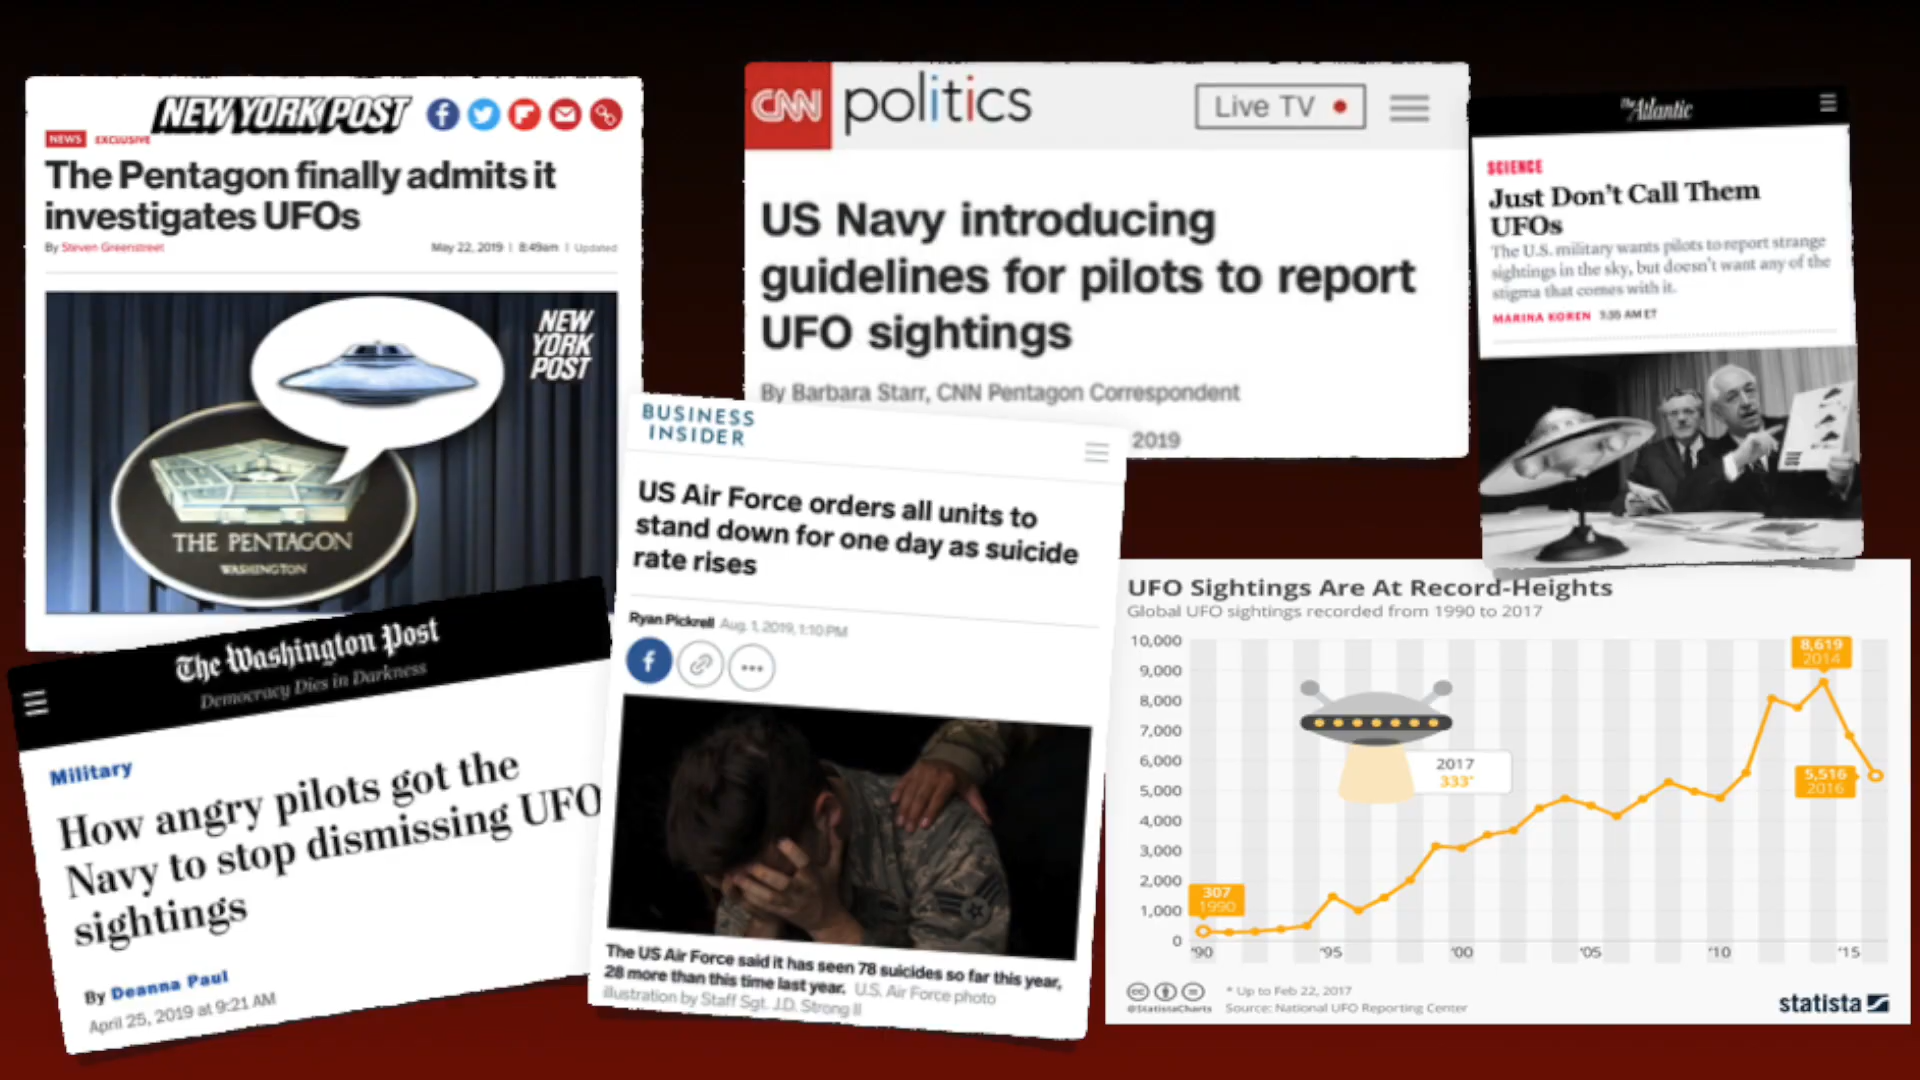 NEW YORK POST
NEWS EXCLUSIVE
The Pentagon finally admits it
investigates UFOs
By Steven Greenstreet May 22, 2019 | 8:49am | Updated
NEW
YORK
POST
THE PENTAGON
WASHINGTON
CNN politics Live TV
US Navy introducing
guidelines for pilots to report
UFO sightings
By Barbara Starr, CNN Pentagon Correspondent
2019
The Atlantic
SCIENCE
Just Don't Call Them
UFOs
The U.S. military wants pilots to report strange
sightings in the sky, but doesn't want any of the
stigma that comes with it.
MARINA KOREN AM ET
The Washington Post
Democracy Dies in Darkness
Military
How angry pilots got the
Navy to stop dismissing UFO
sightings
By Deanna Paul
April 25, 2019 at 9:21 AM
BUSINESS
INSIDER
US Air Force orders all units to
stand down for one day as suicide
rate rises
Ryan Pickrell Aug. 1, 2019, 1:10 PM
The US Air Force said it has seen 78 suicides so far this year,
28 more than this time last year. U.S. Air Force photo
illustration by Staff Sgt. J.D. Strong II
UFO Sightings Are At Record-Heights
Global UFO sightings recorded from 1990 to 2017
10,000
9,000
8,000
7,000
6,000
5,000
4,000
3,000
2,000
1,000
0
8,619
2014
2017
333*
5,516
2016
307
1990
'90 '95 '00 '05 '10 '15
* Up to Feb 22, 2017
@StatistaCharts Source: National UFO Reporting Center
statista